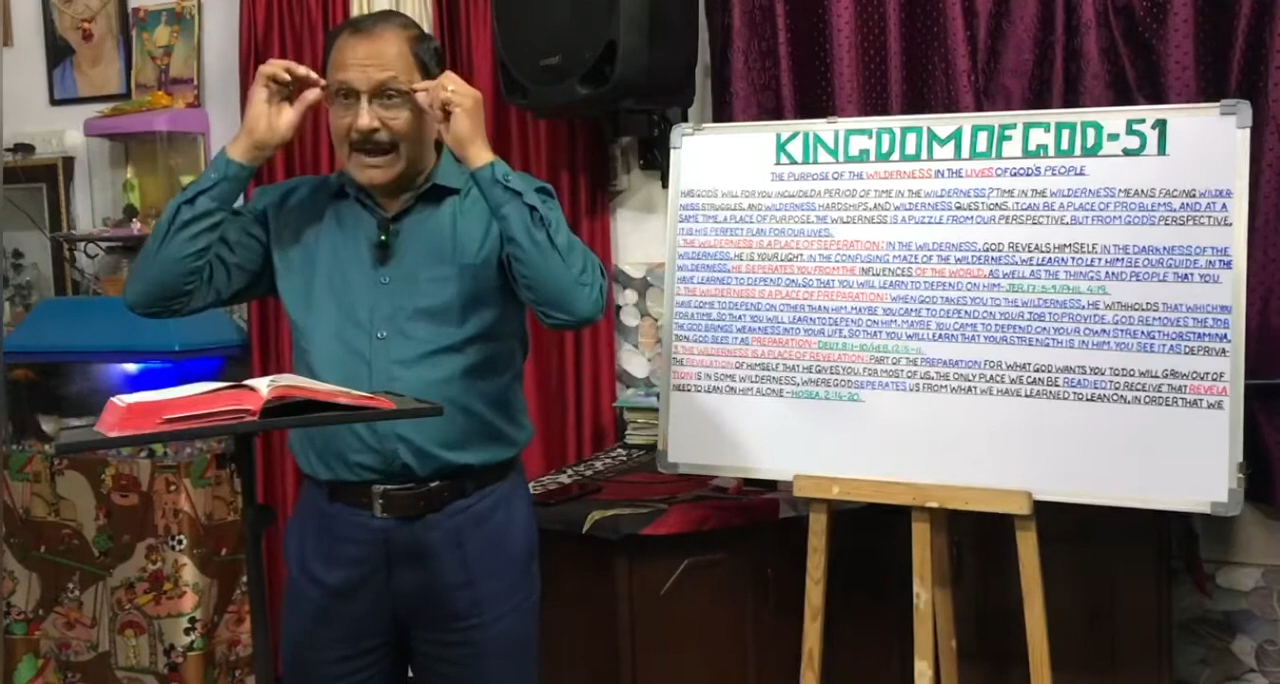 KINGDOM OF GOD-51
THE PURPOSE OF THE WILDERNESS IN THE LIVES OF GOD'S PEOPLE
HAS GOD'S WILL FOR YOU INCLUDED A PERIOD OF TIME IN THE WILDERNESS? TIME IN THE WILDERNESS MEANS FACING WILDER-
NESS STRUGGLES, AND WILDERNESS HARDSHIPS, AND WILDERNESS QUESTIONS. IT CAN BE A PLACE OF PROBLEMS, AND AT A
SAME TIME, A PLACE OF PURPOSE. THE WILDERNESS IS A PUZZLE FROM OUR PERSPECTIVE, BUT FROM GOD'S PERSPECTIVE,
IT IS HIS PERFECT PLAN FOR OUR LIVES.
1. THE WILDERNESS IS A PLACE OF SEPERATION: IN THE WILDERNESS, GOD REVEALS HIMSELF, IN THE DARKNESS OF THE
WILDERNESS, HE IS YOUR LIGHT. IN THE CONFUSING MAZE OF THE WILDERNESS, WE LEARN TO LET HIM BE OUR GUIDE. IN THE
WILDERNESS, HE SEPERATES YOU FROM THE INFLUENCES OF THE WORLD, AS WELL AS THE THINGS AND PEOPLE THAT YOU
HAVE LEARNED TO DEPEND ON, SO THAT YOU WILL LEARN TO DEPEND ON HIM- JER.17:5-9/PHIL.4:19.
2. THE WILDERNESS IS A PLACE OF PREPARATION: WHEN GOD TAKES YOU TO THE WILDERNESS, HE WITHHOLDS THAT WHICH YOU
HAVE COME TO DEPEND ON OTHER THAN HIM. MAYBE YOU CAME TO DEPEND ON YOUR JOB TO PROVIDE. GOD REMOVES THE JOB
FOR A TIME, SO THAT YOU WILL LEARN TO DEPEND ON HIM. MAYBE YOU CAME TO DEPEND ON YOUR OWN STRENGTH OR STAMINA.
THE GOD BRINGS WEAKNESS INTO YOUR LIFE, SO THAT YOU WILL LEARN THAT YOUR STRENGTH IS IN HIM. YOU SEE IT AS DEPRIVA-
TION. GOD SEES IT AS PREPARATION- DEUT.8:1-10/HEB.12:5-11.
3. THE WILDERNESS IS A PLACE OF REVELATION: PART OF THE PREPARATION FOR WHAT GOD WANTS YOU TO DO WILL GROW OUT OF
THE REVELATION OF HIMSELF THAT HE GIVES YOU. FOR MOST OF US, THE ONLY PLACE WE CAN BE READIED TO RECEIVE THAT REVELA
TION IS IN SOME WILDERNESS, WHERE GOD SEPERATES US FROM WHAT WE HAVE LEARNED TO LEAN ON, IN ORDER THAT WE
NEED TO LEAN ON HIM ALONE - HOSEA.2:14-20.